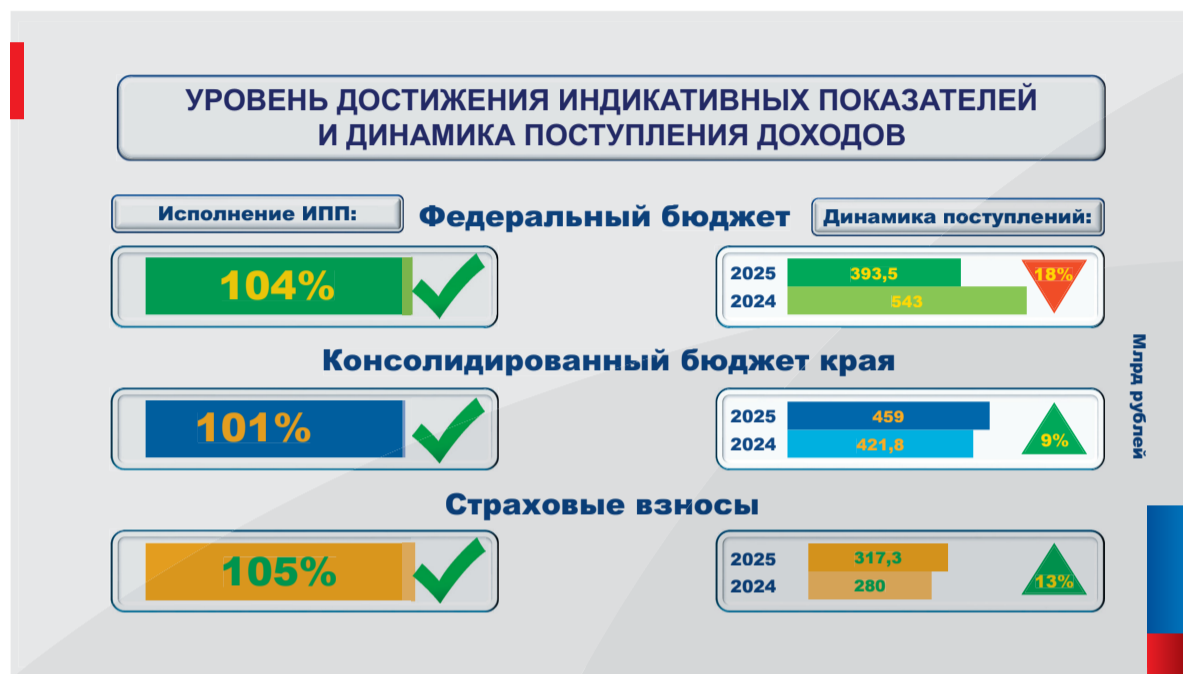 УРОВЕНЬ ДОСТИЖЕНИЯ ИНДИКАТИВНЫХ ПОКАЗАТЕЛЕЙ
И ДИНАМИКА ПОСТУПЛЕНИЯ ДОХОДОВ
Исполнение ИПП:
Федеральный бюджет
Динамика поступлений:
104%
2025
393,5
18%
2024
543
Консолидированный бюджет края
101%
2025
459
2024
421,8
9%
Млрд рублей
Страховые взносы
105%
2025
317,3
2024
280
13%